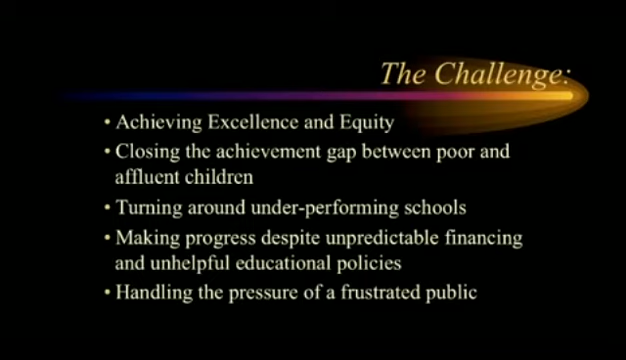 The Challenge:
• Achieving Excellence and Equity
• Closing the achievement gap between poor and
affluent children
• Turning around under-performing schools
• Making progress despite unpredictable financing
and unhelpful educational policies
• Handling the pressure of a frustrated public